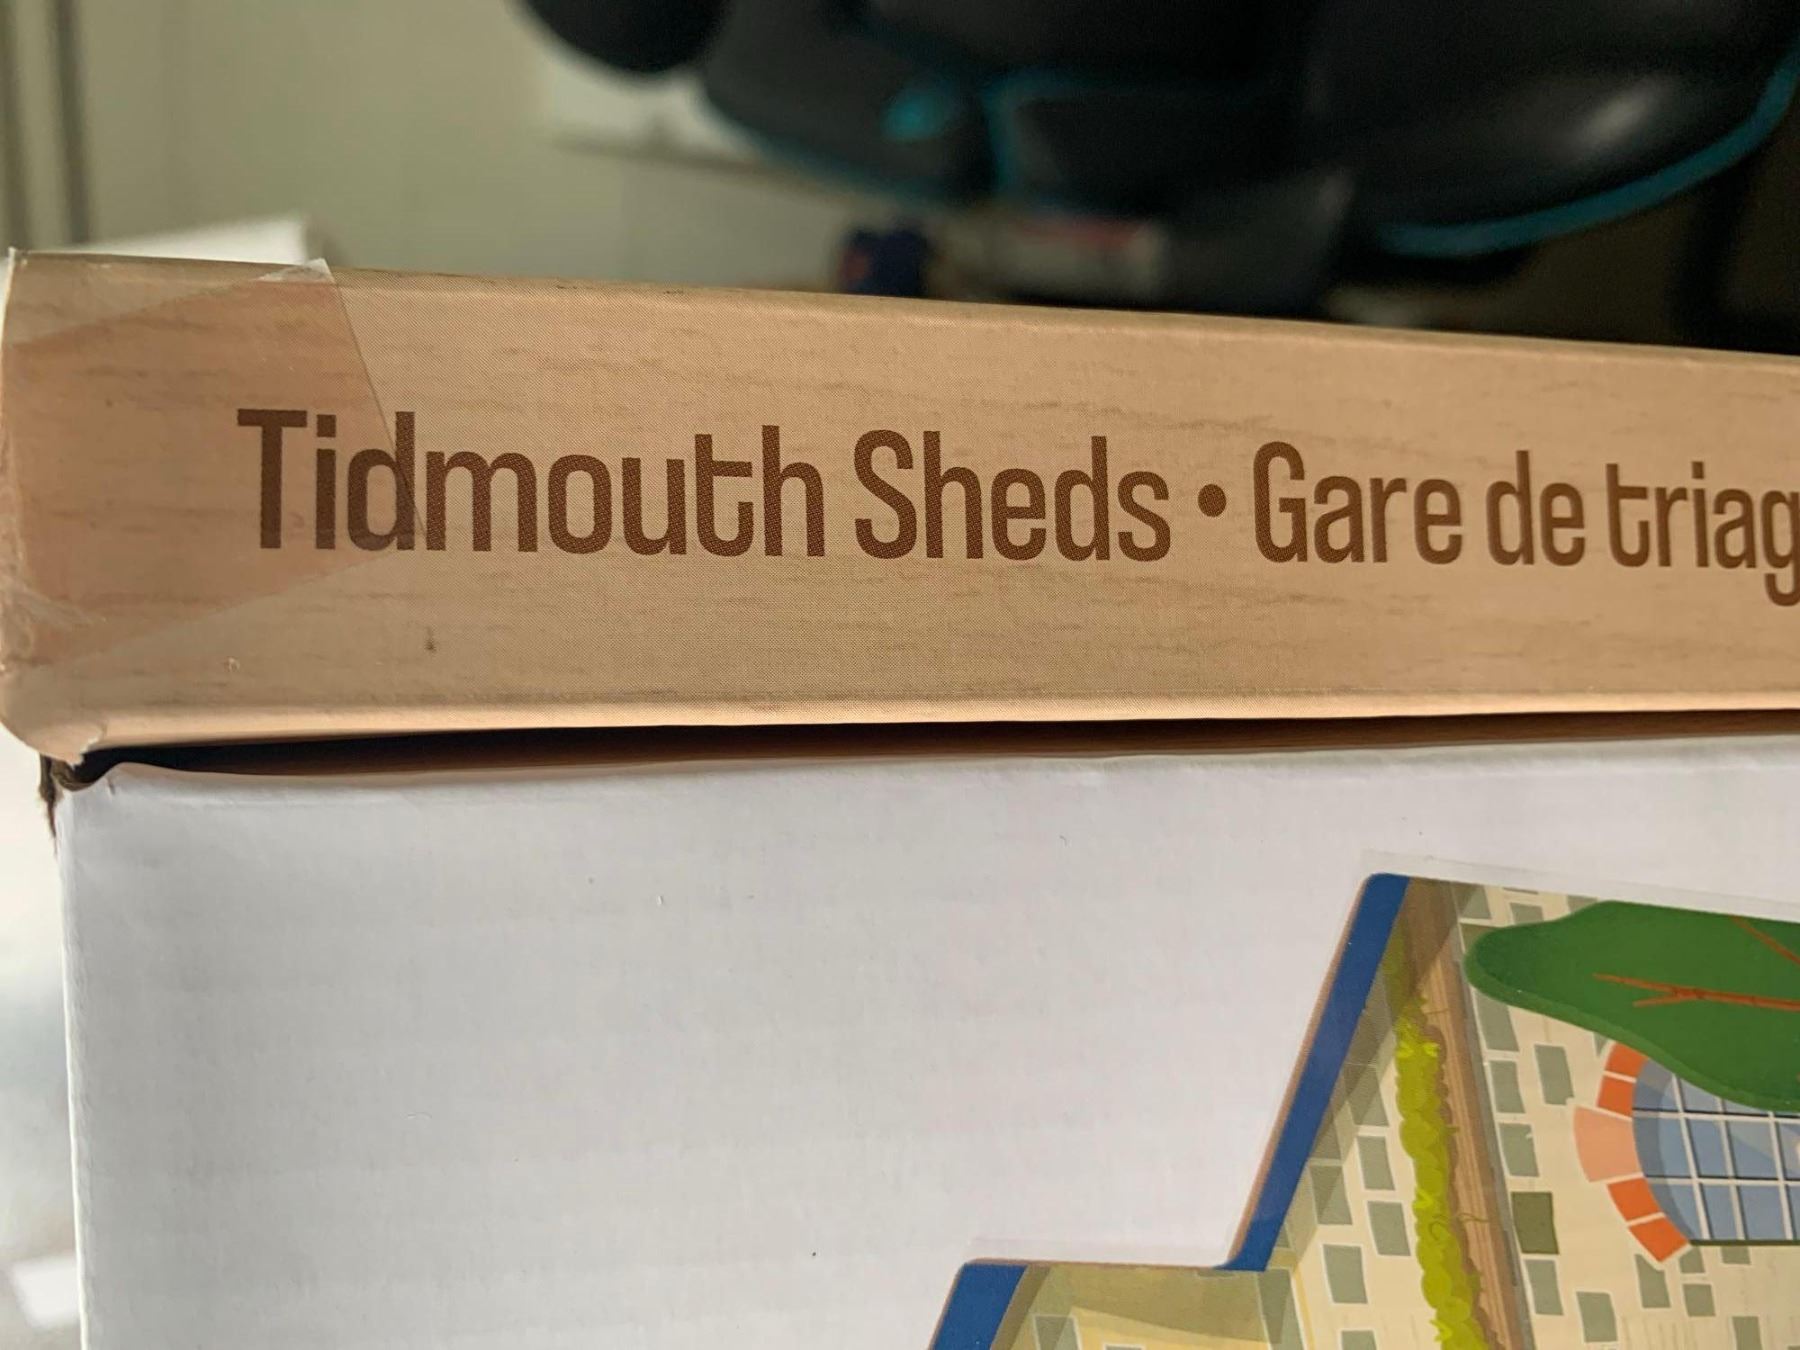 Tidmouth Sheds • Gare de triag